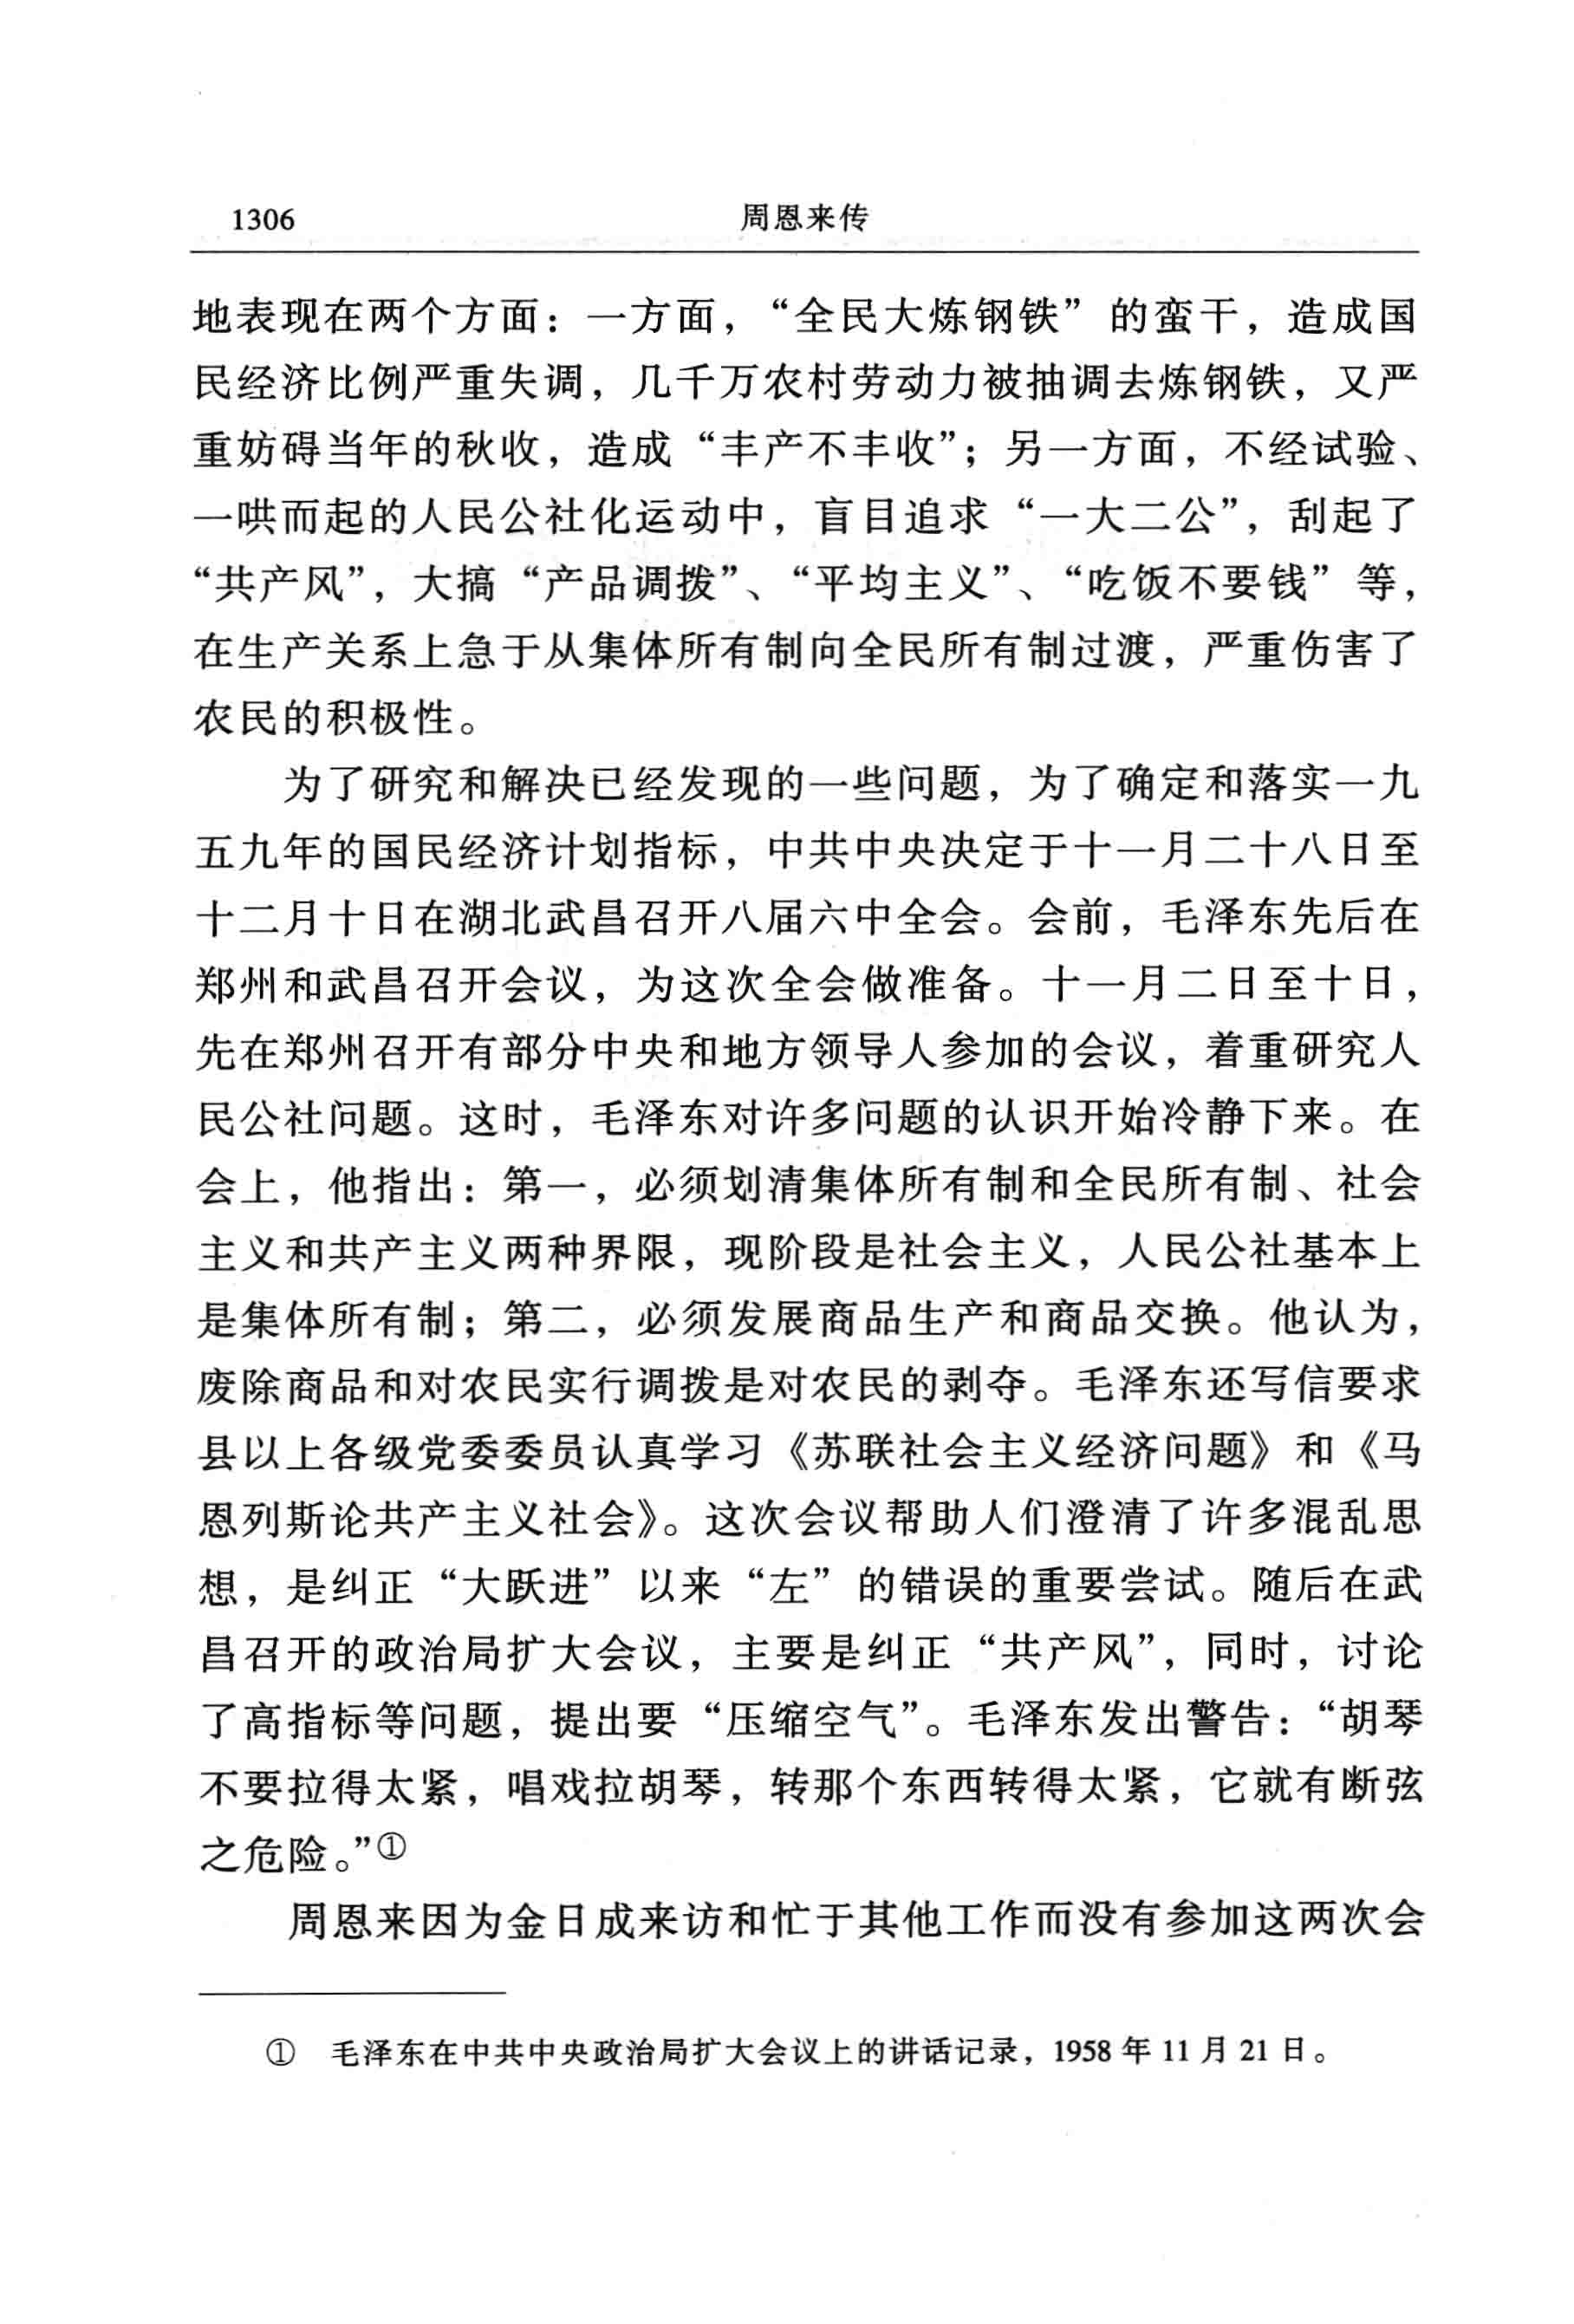 1306 周恩来传
地表现在两个方面：一方面，“全民大炼钢铁”的蛮干，造成国
民经济比例严重失调，几千万农村劳动力被抽调去炼钢铁，又严
重妨碍当年的秋收，造成“丰产不丰收”；另一方面，不经试验、
一哄而起的人民公社化运动中，盲目追求“一大二公”，刮起了
“共产风”，大搞“产品调拨”、“平均主义”、“吃饭不要钱”等，
在生产关系上急于从集体所有制向全民所有制过渡，严重伤害了
农民的积极性。
为了研究和解决已经发现的一些问题，为了确定和落实一九
五九年的国民经济计划指标，中共中央决定于十一月二十八日至
十二月十日在湖北武昌召开八届六中全会。会前，毛泽东先后在
郑州和武昌召开会议，为这次全会做准备。十一月二日至十日，
先在郑州召开有部分中央和地方领导人参加的会议，着重研究人
民公社问题。这时，毛泽东对许多问题的认识开始冷静下来。在
会上，他指出：第一，必须划清集体所有制和全民所有制、社会
主义和共产主义两种界限，现阶段是社会主义，人民公社基本上
是集体所有制；第二，必须发展商品生产和商品交换。他认为，
废除商品和对农民实行调拨是对农民的剥夺。毛泽东还写信要求
县以上各级党委委员认真学习《苏联社会主义经济问题》和《马
恩列斯论共产主义社会》。这次会议帮助人们澄清了许多混乱思
想，是纠正“大跃进”以来“左”的错误的重要尝试。随后在武
昌召开的政治局扩大会议，主要是纠正“共产风”，同时，讨论
了高指标等问题，提出要“压缩空气”。毛泽东发出警告：“胡琴
不要拉得太紧，唱戏拉胡琴，转那个东西转得太紧，它就有断弦
之危险。”①
周恩来因为金日成来访和忙于其他工作而没有参加这两次会
① 毛泽东在中共中央政治局扩大会议上的讲话记录，1958年11月21日。